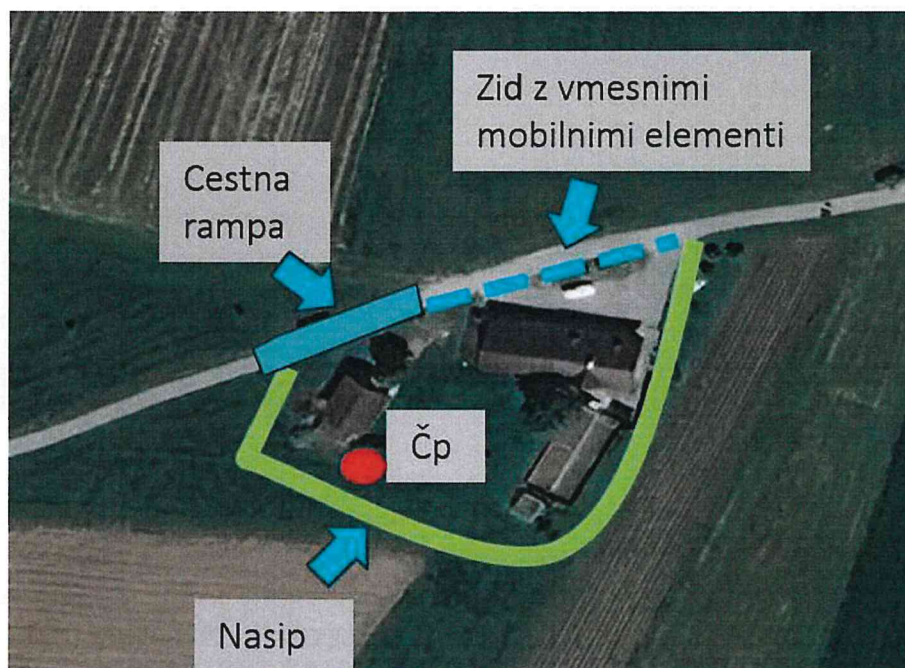 Zid z vmesnimi
mobilnimi elementi
Cestna
rampa
Čp
Nasip